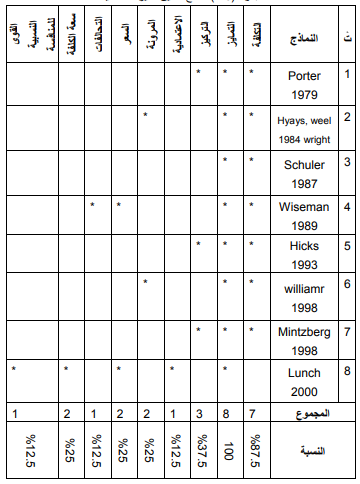 النماذج التكلفة التمايز التركيز الاعتمادية المرونة السعر التحالفات سعة الكلفة القوى النسبية للمنافسة
1 Porter 1979 * * *
2 Hyays, weel 1984 wright * * *
3 Schuler 1987 * *
4 Wiseman 1989 * * * *
5 Hicks 1993 * * *
6 williamr 1998 * * *
7 Mintzberg 1998 * * *
8 Lunch 2000 * * * * *
المجموع 7 8 3 1 2 2 1 2 1
النسبة %87.5 100 %37.5 %12.5 %25 %25 %12.5 %25 %12.5